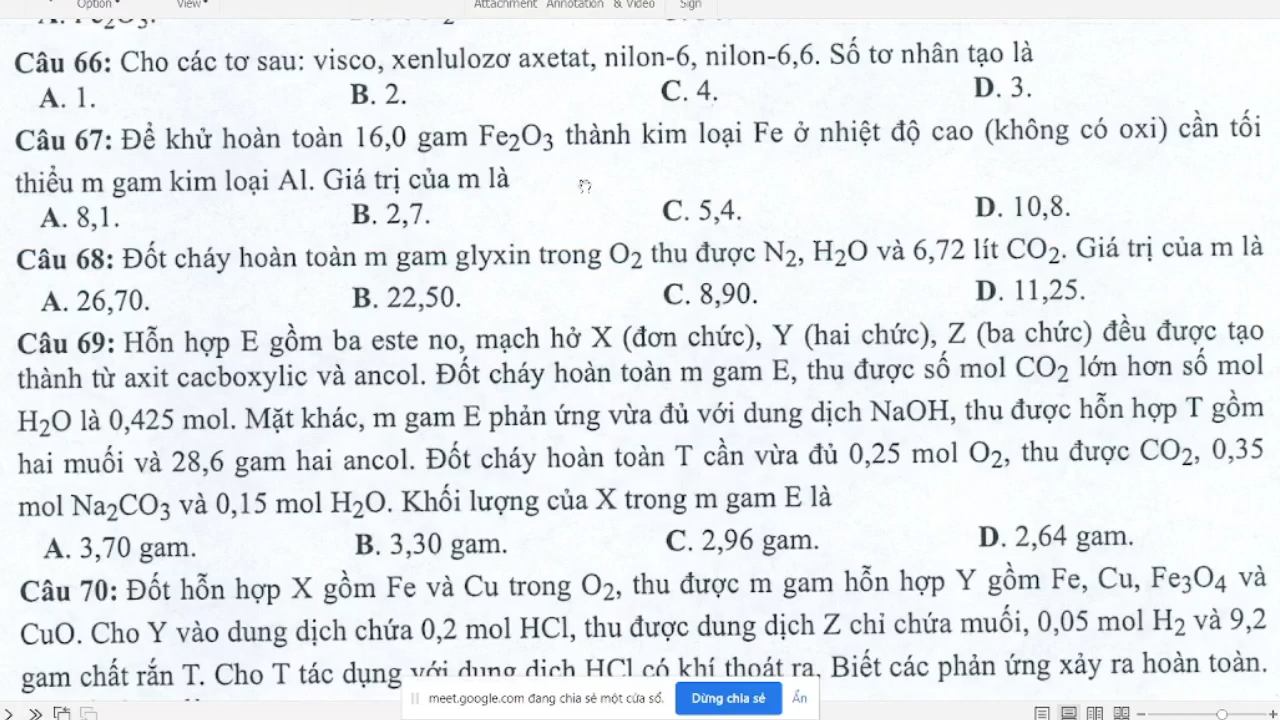 Option
View
Attachment Annotation & Video Sign
Câu 66: Cho các tơ sau: visco, xenlulozơ axetat, nilon-6, nilon-6,6. Số tơ nhân tạo là
A. 1. B. 2. C. 4. D. 3.
Câu 67: Để khử hoàn toàn 16,0 gam Fe₂O₃ thành kim loại Fe ở nhiệt độ cao (không có oxi) cần tối
thiểu m gam kim loại Al. Giá trị của m là
A. 8,1. B. 2,7. C. 5,4. D. 10,8.
Câu 68: Đốt cháy hoàn toàn m gam glyxin trong O₂ thu được N₂, H₂O và 6,72 lít CO₂. Giá trị của m là
A. 26,70. B. 22,50. C. 8,90. D. 11,25.
Câu 69: Hỗn hợp E gồm ba este no, mạch hở X (đơn chức), Y (hai chức), Z (ba chức) đều được tạo
thành từ axit cacboxylic và ancol. Đốt cháy hoàn toàn m gam E, thu được số mol CO₂ lớn hơn số mol
H₂O là 0,425 mol. Mặt khác, m gam E phản ứng vừa đủ với dung dịch NaOH, thu được hỗn hợp T gồm
hai muối và 28,6 gam hai ancol. Đốt cháy hoàn toàn T cần vừa đủ 0,25 mol O₂, thu được CO₂, 0,35
mol Na₂CO₃ và 0,15 mol H₂O. Khối lượng của X trong m gam E là
A. 3,70 gam. B. 3,30 gam. C. 2,96 gam. D. 2,64 gam.
Câu 70: Đốt hỗn hợp X gồm Fe và Cu trong O₂, thu được m gam hỗn hợp Y gồm Fe, Cu, Fe₃O₄ và
CuO. Cho Y vào dung dịch chứa 0,2 mol HCl, thu được dung dịch Z chỉ chứa muối, 0,05 mol H₂ và 9,2
gam chất rắn T. Cho T tác dụng với dung dịch HCl có khí thoát ra. Biết các phản ứng xảy ra hoàn toàn.
meet.google.com đang chia sẻ một cửa sổ. Dừng chia sẻ Ẩn